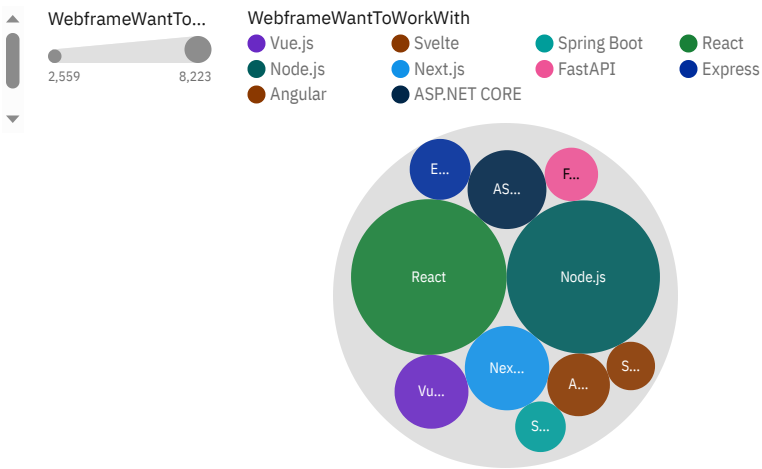 WebframeWantTo...
2,559 8,223
WebframeWantToWorkWith
Vue.js Svelte Spring Boot React
Node.js Next.js FastAPI Express
Angular ASP.NET CORE
E...
AS...
F...
React
Node.js
Nex...
S...
A...
Vu...
S...